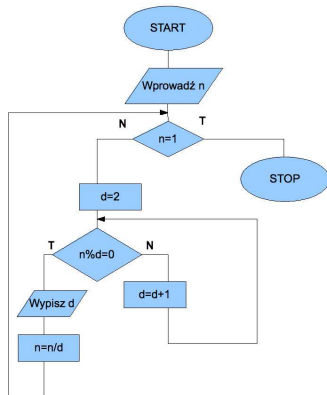 START
Wprowadź n
N
T
n=1
STOP
d=2
T
n%d=0
N
Wypisz d
d=d+1
n=n/d